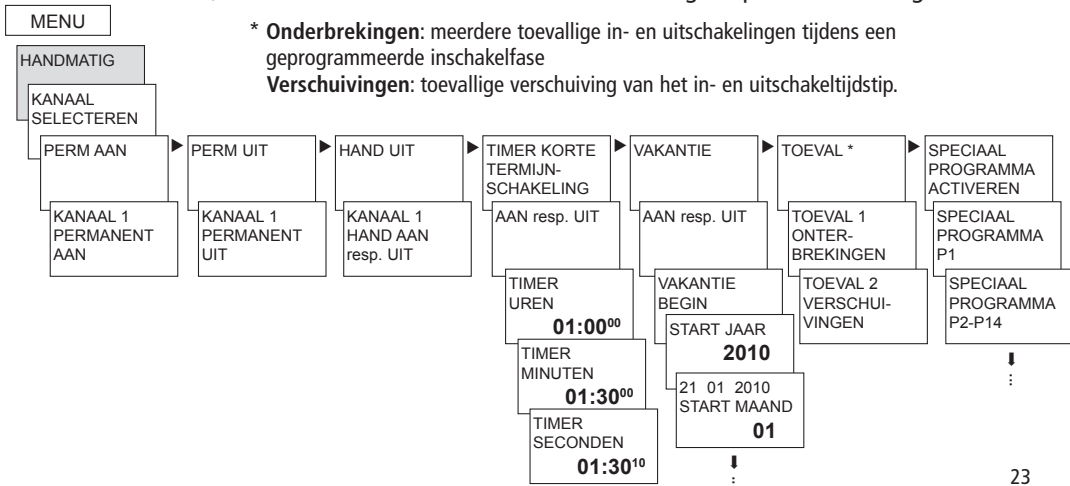 MENU
* Onderbrekingen: meerdere toevallige in- en uitschakelingen tijdens een
geprogrammeerde inschakelfase
Verschuivingen: toevallige verschuiving van het in- en uitschakeltijdstip.
HANDMATIG
KANAAL
SELECTEREN
PERM AAN
KANAAL 1
PERMANENT
AAN
PERM UIT
KANAAL 1
PERMANENT
UIT
HAND UIT
KANAAL 1
HAND AAN
resp. UIT
TIMER KORTE
TERMIJN-
SCHAKELING
AAN resp. UIT
TIMER
UREN
01:00⁰⁰
TIMER
MINUTEN
01:30⁰⁰
TIMER
SECONDEN
01:30¹⁰
VAKANTIE
AAN resp. UIT
VAKANTIE
BEGIN
START JAAR
2010
21 01 2010
START MAAND
01
⋮
TOEVAL *
TOEVAL 1
ONTER-
BREKINGEN
TOEVAL 2
VERSCHUI-
VINGEN
SPECIAAL
PROGRAMMA
ACTIVEREN
SPECIAAL
PROGRAMMA
P1
SPECIAAL
PROGRAMMA
P2-P14
⋮
23